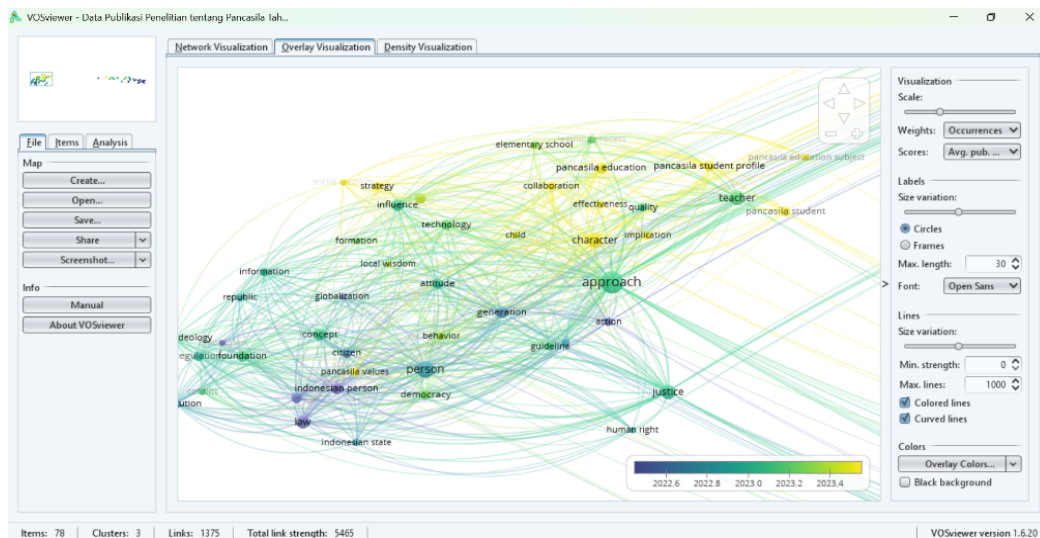 VOSviewer - Data Publikasi Penelitian tentang Pancasila Tah...
Network Visualization
Overlay Visualization
Density Visualization
File
Items
Analysis
Map
Create...
Open...
Save...
Share
Screenshot...
Info
Manual
About VOSviewer
elementary school
pancasila education
pancasila student profile
pancasila education subject
strategy
collaboration
influence
effectiveness
quality
teacher
pancasila student
technology
child
character
implication
formation
local wisdom
information
attitude
approach
republic
globalization
generation
action
deology
concept
behavior
guideline
regulation
foundation
citizen
pancasila values
person
indonesian person
democracy
justice
conflict
ution
law
human right
indonesian state
2022.6 2022.8 2023.0 2023.2 2023.4
Visualization
Scale:
Weights: Occurrences
Scores: Avg. pub. ...
Labels
Size variation:
Circles
Frames
Max. length: 30
Font: Open Sans
Lines
Size variation:
Min. strength: 0
Max. lines: 1000
Colored lines
Curved lines
Colors
Overlay Colors...
Black background
Items: 78 Clusters: 3 Links: 1375 Total link strength: 5465 VOSviewer version 1.6.20